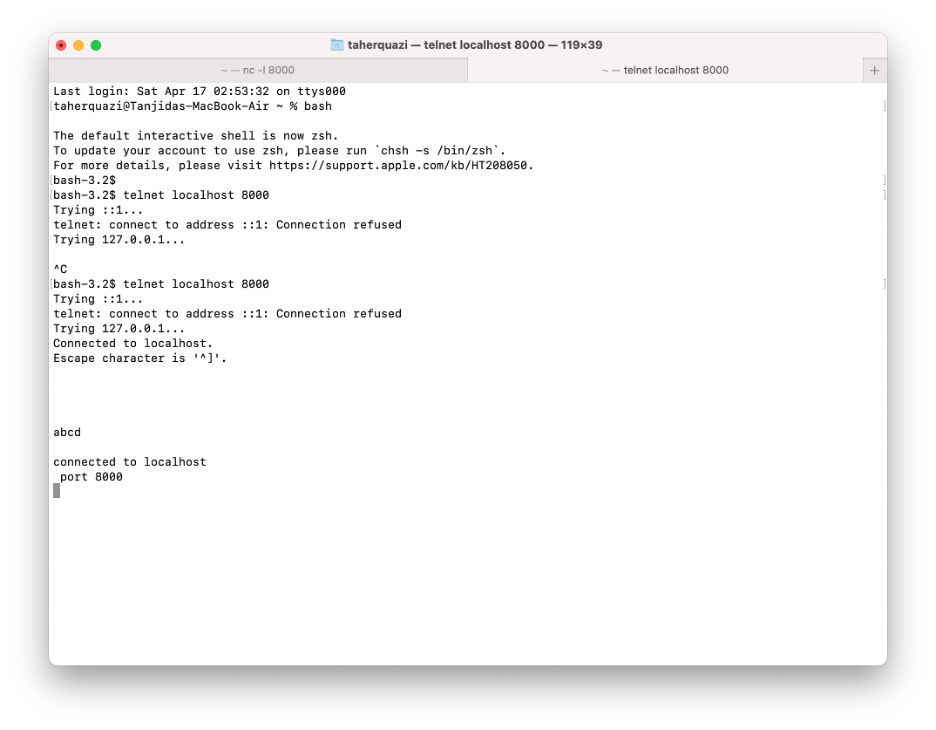 taherquazi — telnet localhost 8000 — 119×39
~ — nc -l 8000
~ — telnet localhost 8000
+
Last login: Sat Apr 17 02:53:32 on ttys000
[taherquazi@Tanjidas-MacBook-Air ~ % bash ]
The default interactive shell is now zsh.
To update your account to use zsh, please run `chsh -s /bin/zsh`.
For more details, please visit https://support.apple.com/kb/HT208050.
[bash-3.2$ ]
[bash-3.2$ telnet localhost 8000 ]
Trying ::1...
telnet: connect to address ::1: Connection refused
Trying 127.0.0.1...
^C
[bash-3.2$ telnet localhost 8000 ]
Trying ::1...
telnet: connect to address ::1: Connection refused
Trying 127.0.0.1...
Connected to localhost.
Escape character is '^]'.
abcd
connected to localhost
port 8000